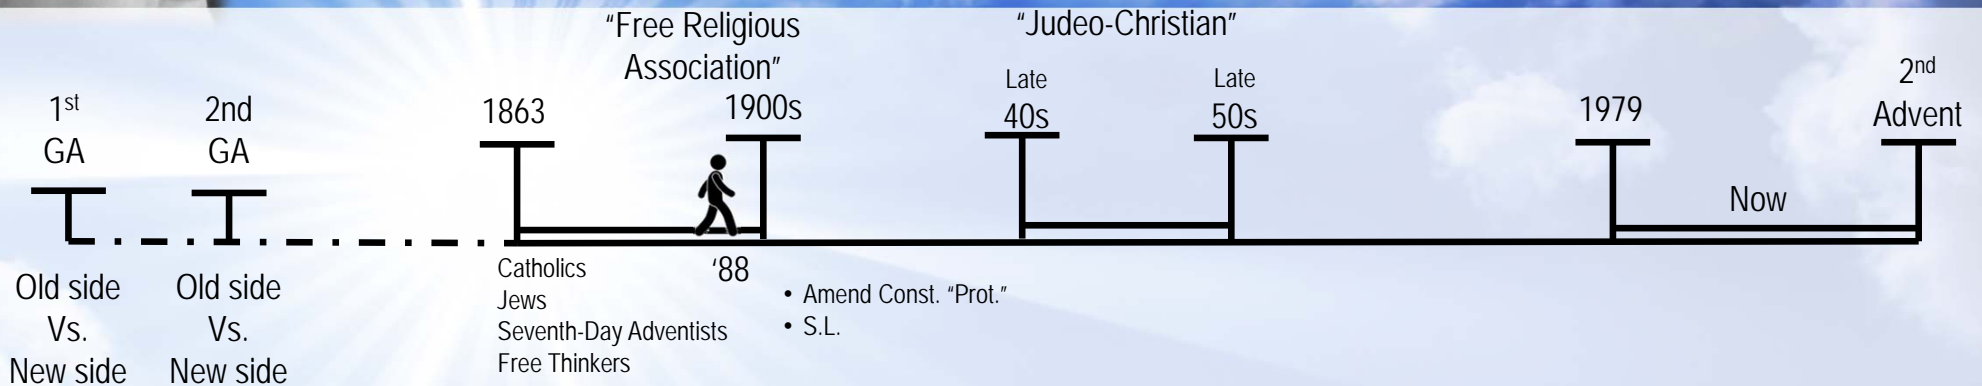 “Free Religious
Association”
“Judeo-Christian”
1st
GA
2nd
GA
1863
1900s
Late
40s
Late
50s
1979
2nd
Advent
Now
Old side
Vs.
New side
Old side
Vs.
New side
Catholics
Jews
Seventh-Day Adventists
Free Thinkers
‘88
• Amend Const. “Prot.”
• S.L.